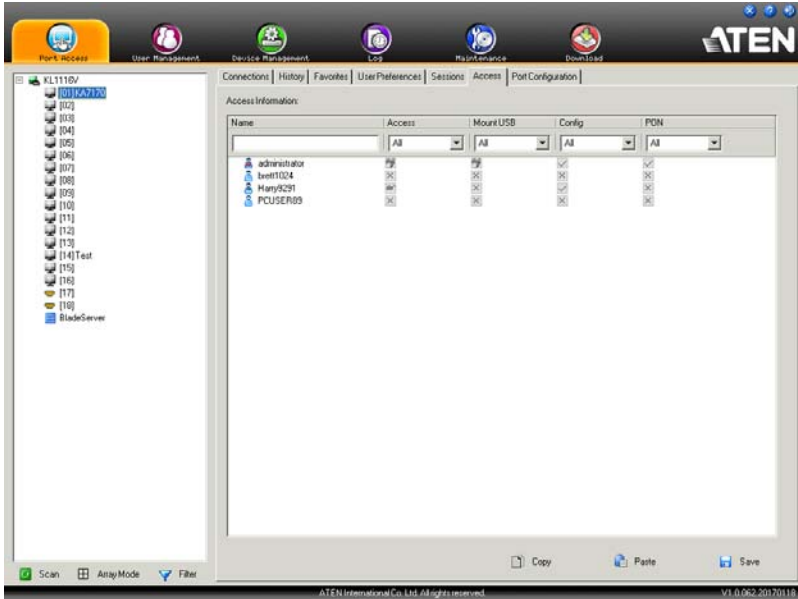 ATEN
Port Access User Management Device Management Log Maintenance Download
KL1116V
[01]KA7170
[02]
[03]
[04]
[05]
[06]
[07]
[08]
[09]
[10]
[11]
[12]
[13]
[14]Test
[15]
[16]
[17]
[18]
BladeServer
Scan Array Mode Filter
Connections History Favorites User Preferences Sessions Access Port Configuration
Access Information:
Name Access Mount USB Config PON
All All All All
administrator
brett1024
Harry9291
PCUSER89
Copy Paste Save
ATEN International Co. Ltd. All rights reserved.
V1.0.062.20170118